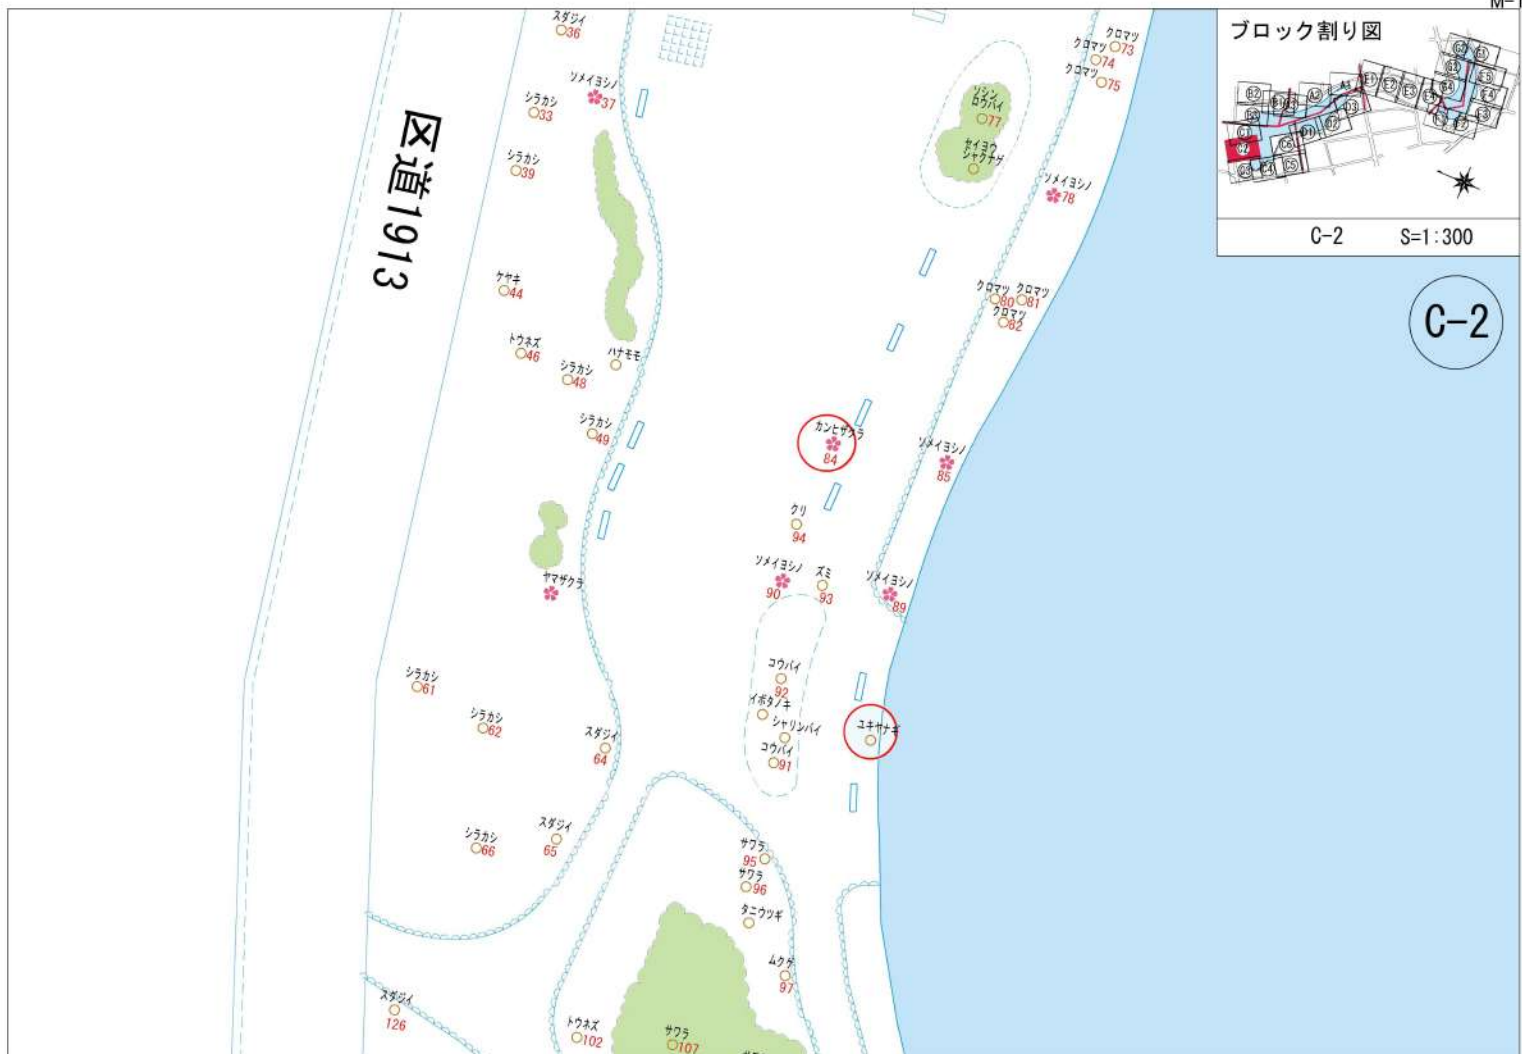 M-1
ブロック割り図
C-2
S=1:300
C-2
区道1913
スダジイ
36
ソメイヨシノ
37
シラカシ
33
シラカシ
39
ケヤキ
44
トウネズ
46
シラカシ
48
ハナモモ
シラカシ
49
ヤマザクラ
シラカシ
61
シラカシ
62
スダジイ
64
スダジイ
65
シラカシ
66
スダジイ
126
トウネズ
102
サワラ
107
クロマツ
73
クロマツ
74
クロマツ
75
ソシン
ロウバイ
77
セイヨウ
シャクナゲ
ソメイヨシノ
78
クロマツ
80
クロマツ
81
クロマツ
82
カンヒザクラ
84
ソメイヨシノ
85
クリ
94
ソメイヨシノ
90
ズミ
93
ソメイヨシノ
89
コウバイ
92
イボタノキ
シャリンバイ
コウバイ
91
ユキヤナギ
サワラ
95
サワラ
96
タニウツギ
ムクゲ
97